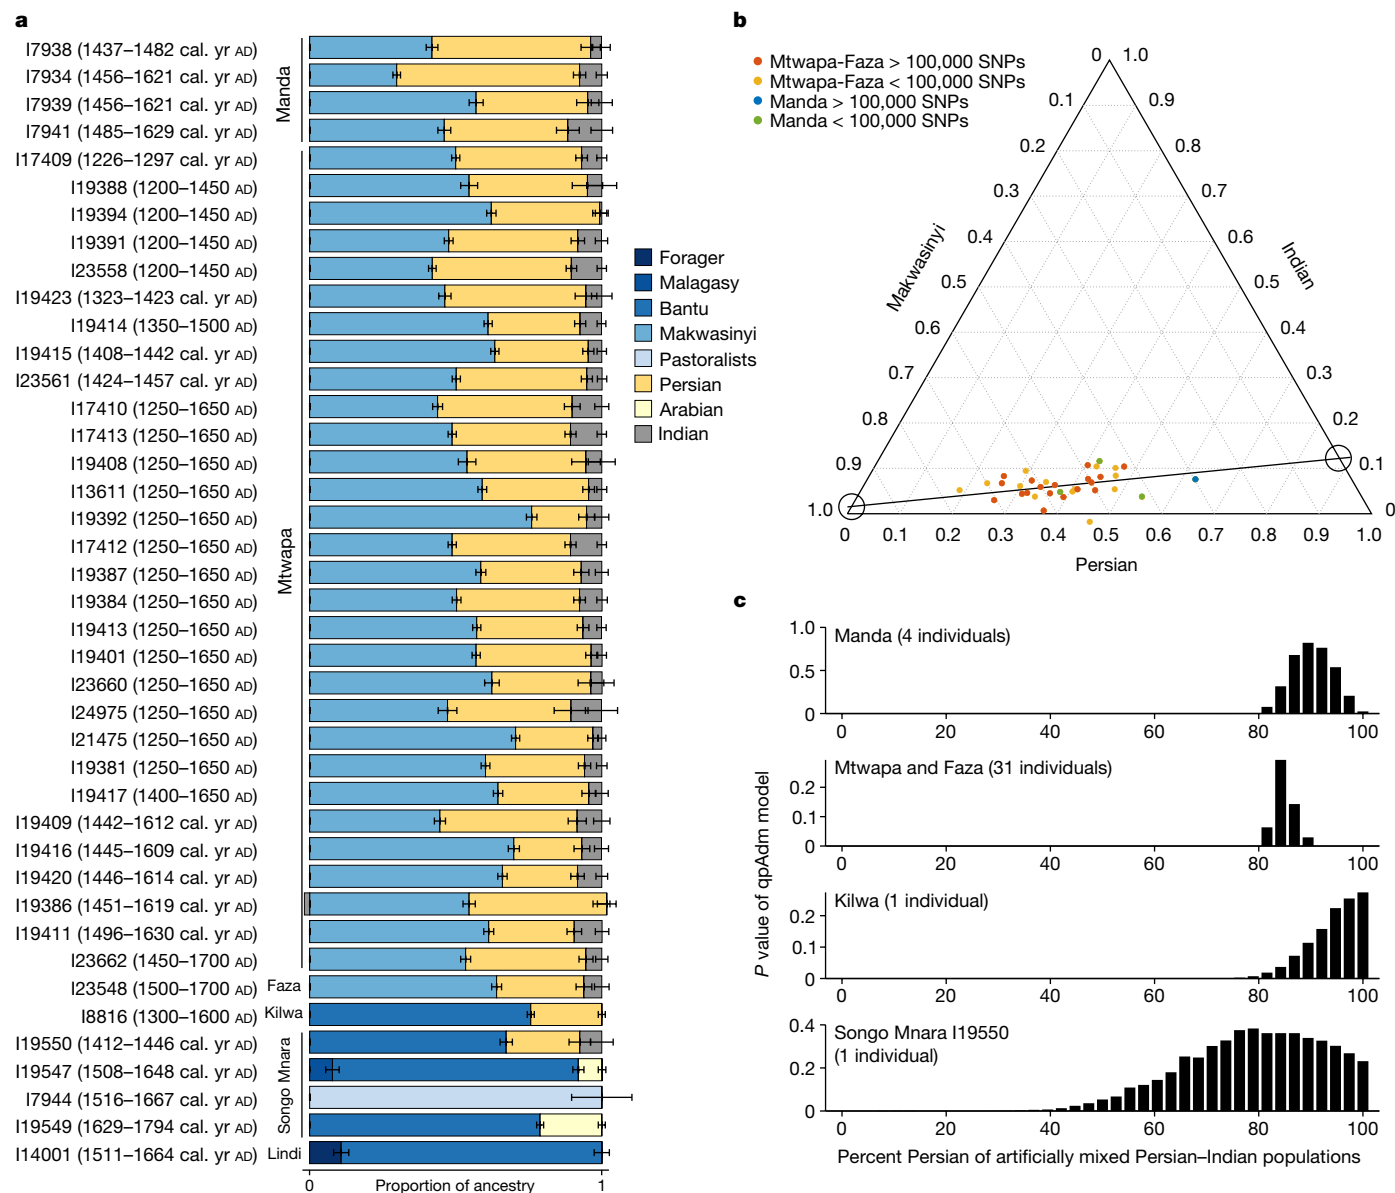 a
I7938 (1437–1482 cal. yr AD)
I7934 (1456–1621 cal. yr AD)
I7939 (1456–1621 cal. yr AD)
I7941 (1485–1629 cal. yr AD)
I17409 (1226–1297 cal. yr AD)
I19388 (1200–1450 AD)
I19394 (1200–1450 AD)
I19391 (1200–1450 AD)
I23558 (1200–1450 AD)
I19423 (1323–1423 cal. yr AD)
I19414 (1350–1500 AD)
I19415 (1408–1442 cal. yr AD)
I23561 (1424–1457 cal. yr AD)
I17410 (1250–1650 AD)
I17413 (1250–1650 AD)
I19408 (1250–1650 AD)
I13611 (1250–1650 AD)
I19392 (1250–1650 AD)
I17412 (1250–1650 AD)
I19387 (1250–1650 AD)
I19384 (1250–1650 AD)
I19413 (1250–1650 AD)
I19401 (1250–1650 AD)
I23660 (1250–1650 AD)
I24975 (1250–1650 AD)
I21475 (1250–1650 AD)
I19381 (1250–1650 AD)
I19417 (1400–1650 AD)
I19409 (1442–1612 cal. yr AD)
I19416 (1445–1609 cal. yr AD)
I19420 (1446–1614 cal. yr AD)
I19386 (1451–1619 cal. yr AD)
I19411 (1496–1630 cal. yr AD)
I23662 (1450–1700 AD)
I23548 (1500–1700 AD)
I8816 (1300–1600 AD)
I19550 (1412–1446 AD)
I19547 (1508–1648 AD)
I7944 (1516–1667 cal. yr AD)
I19549 (1629–1794 cal. yr AD)
I14001 (1511–1664 cal. yr AD)
Manda
Mtwapa
Faza
Kilwa
Songo Mnara
Lindi
0
Proportion of ancestry
1
Forager
Malagasy
Bantu
Makwasinyi
Pastoralists
Persian
Arabian
Indian
b
Mtwapa-Faza > 100,000 SNPs
Mtwapa-Faza < 100,000 SNPs
Manda > 100,000 SNPs
Manda < 100,000 SNPs
0 1.0
0.1 0.9
0.2 0.8
0.3 0.7
0.4 0.6
0.5 0.5
0.6 0.4
0.7 0.3
0.8 0.2
0.9 0.1
1.0 0
Makwasinyi
Indian
0 0.1 0.2 0.3 0.4 0.5 0.6 0.7 0.8 0.9 1.0
Persian
c
P value of qpAdm model
Manda (4 individuals)
1.0
0.5
0
0 20 40 60 80 100
Mtwapa and Faza (31 individuals)
0.2
0.1
0
0 20 40 60 80 100
Kilwa (1 individual)
0.2
0.1
0
0 20 40 60 80 100
Songo Mnara I19550
(1 individual)
0.4
0.2
0
0 20 40 60 80 100
Percent Persian of artificially mixed Persian–Indian populations